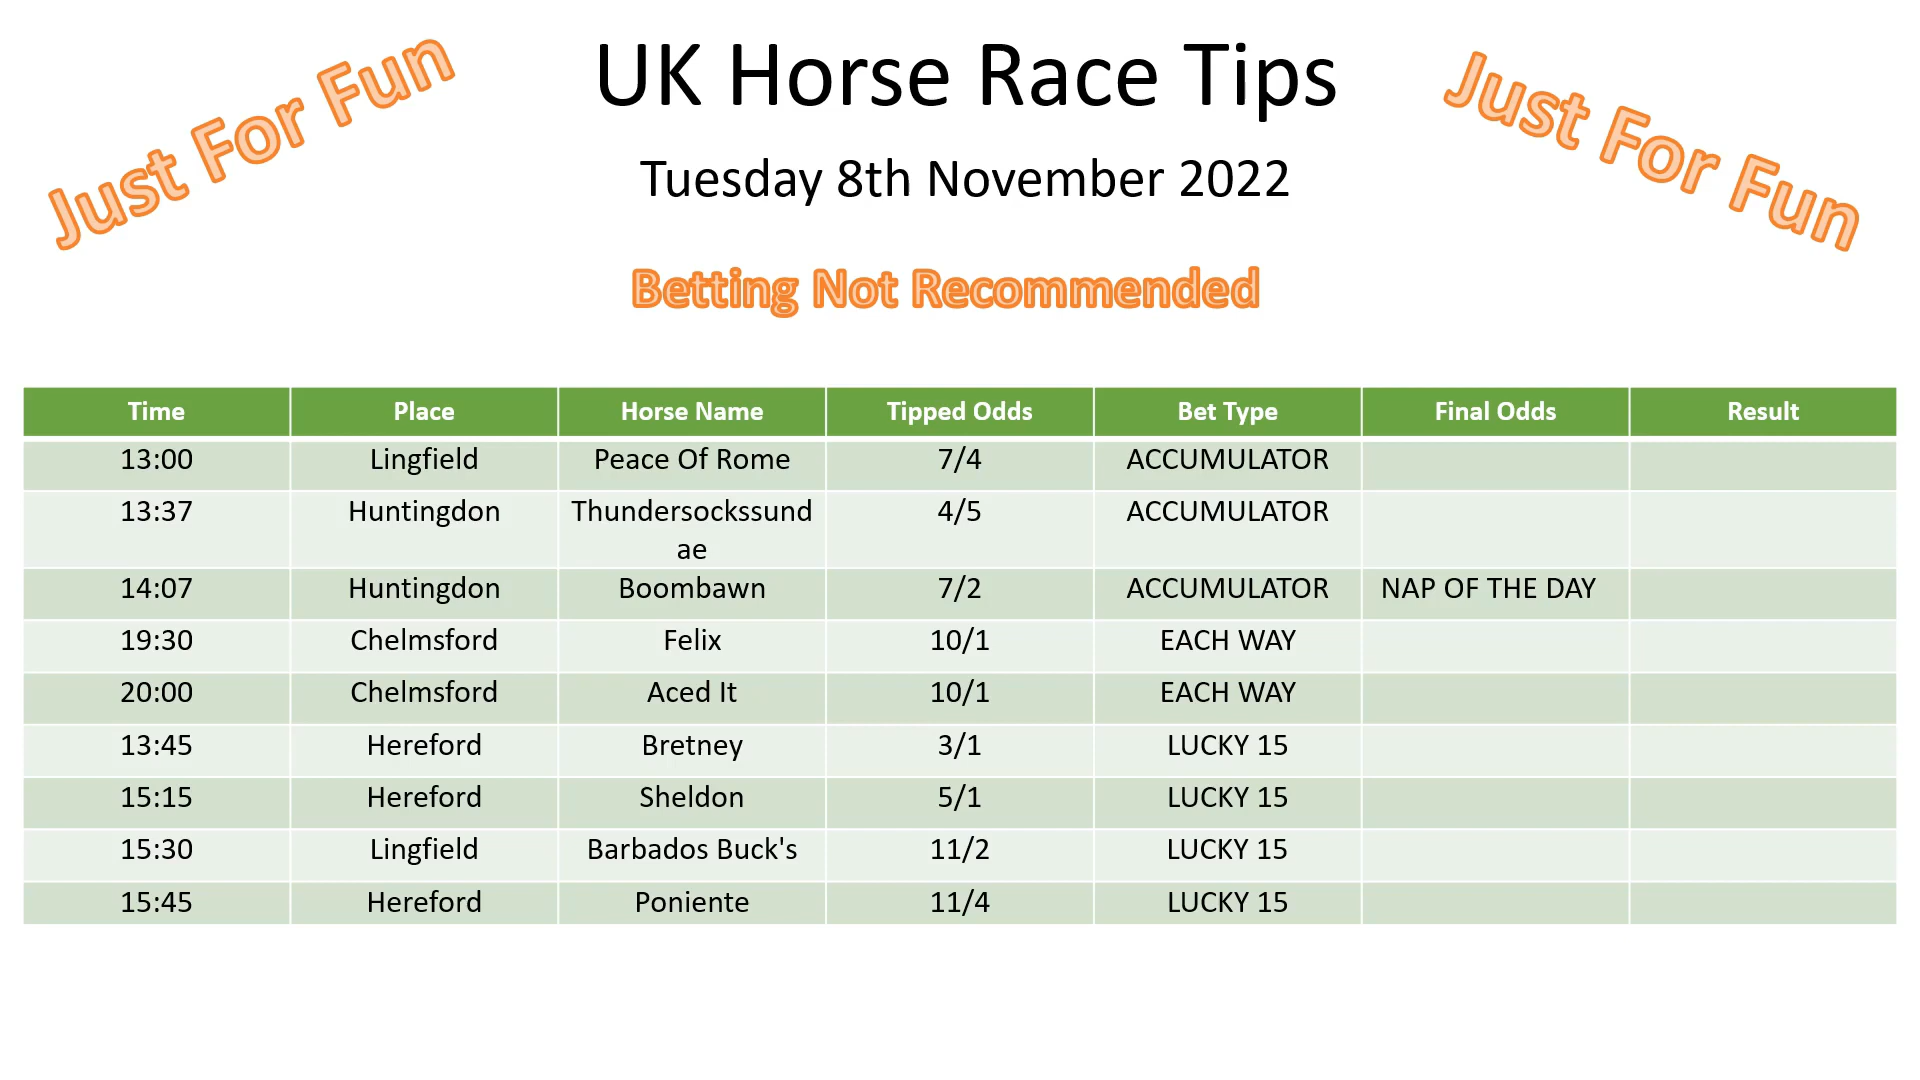 Just For Fun
UK Horse Race Tips
Just For Fun
Tuesday 8th November 2022
Betting Not Recommended
Time Place Horse Name Tipped Odds Bet Type Final Odds Result
13:00 Lingfield Peace Of Rome 7/4 ACCUMULATOR
13:37 Huntingdon Thundersockssund 4/5 ACCUMULATOR
ae
14:07 Huntingdon Boombawn 7/2 ACCUMULATOR NAP OF THE DAY
19:30 Chelmsford Felix 10/1 EACH WAY
20:00 Chelmsford Aced It 10/1 EACH WAY
13:45 Hereford Bretney 3/1 LUCKY 15
15:15 Hereford Sheldon 5/1 LUCKY 15
15:30 Lingfield Barbados Buck's 11/2 LUCKY 15
15:45 Hereford Poniente 11/4 LUCKY 15